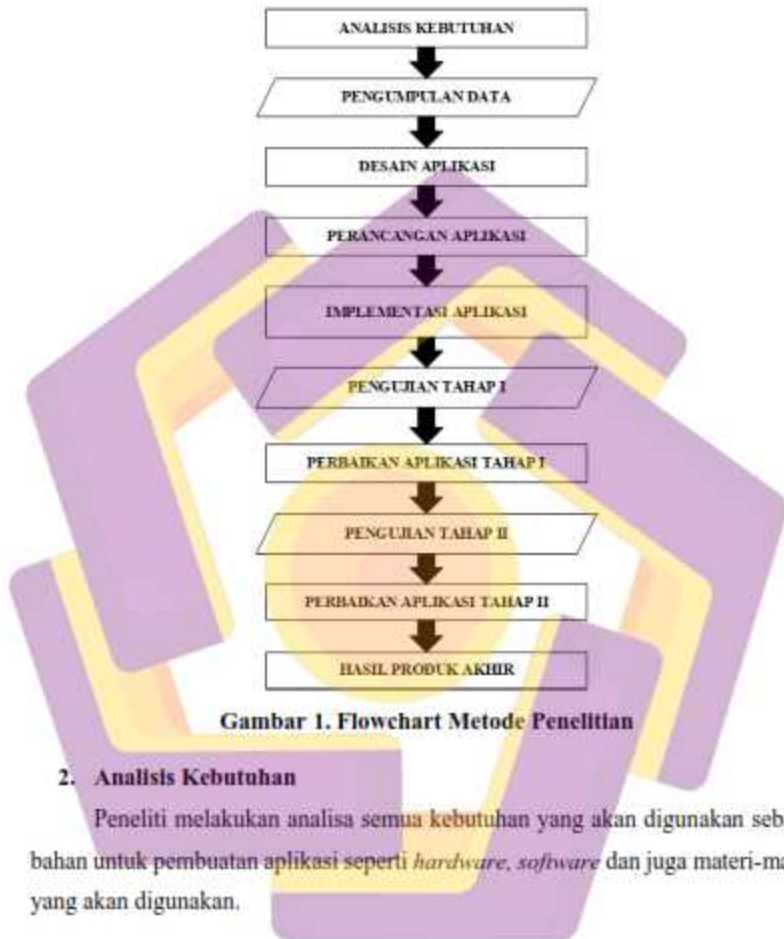 ANALISIS KEBUTUHAN
PENGUMPULAN DATA
DESAIN APLIKASI
PERANCANGAN APLIKASI
IMPLEMENTASI APLIKASI
PENGUJIAN TAHAP I
PERBAIKAN APLIKASI TAHAP I
PENGUJIAN TAHAP II
PERBAIKAN APLIKASI TAHAP II
HASIL PRODUK AKHIR
Gambar 1. Flowchart Metode Penelitian
2. Analisis Kebutuhan
Peneliti melakukan analisa semua kebutuhan yang akan digunakan seb
bahan untuk pembuatan aplikasi seperti hardware, software dan juga materi-ma
yang akan digunakan.